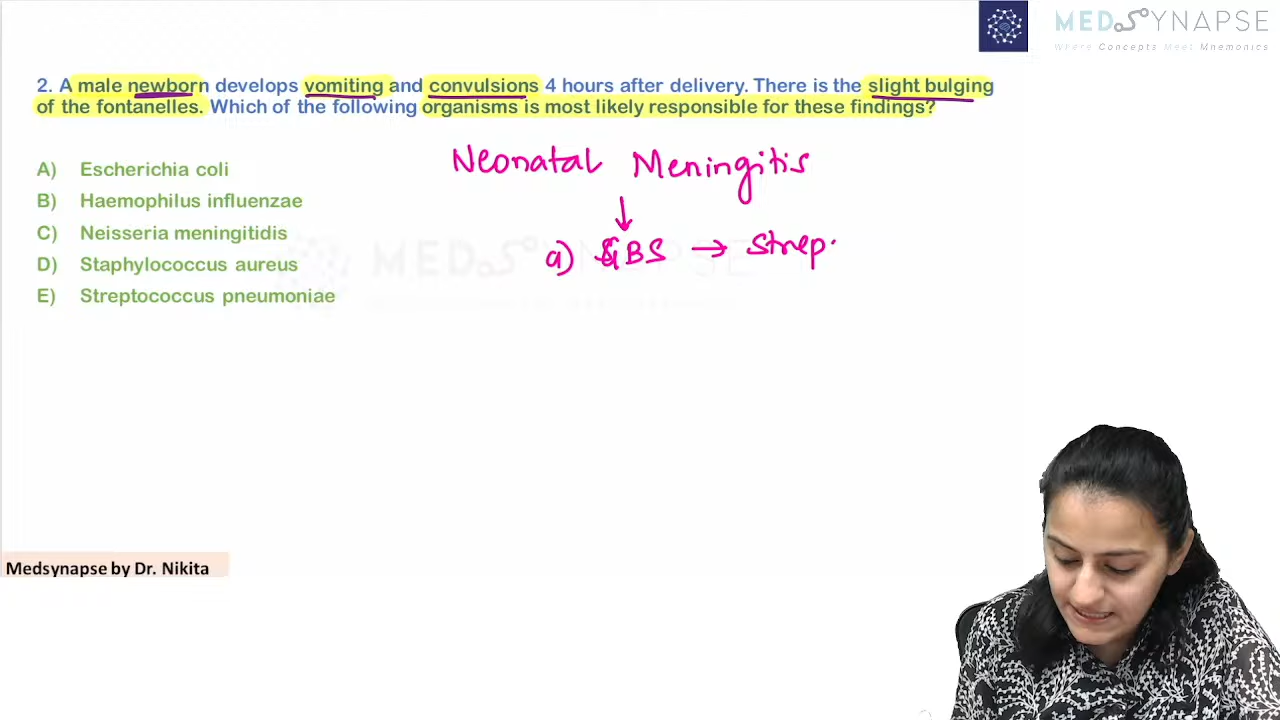 MEDSYNAPSE
Where Concepts Meet Mnemonics
2. A male newborn develops vomiting and convulsions 4 hours after delivery. There is the slight bulging
of the fontanelles. Which of the following organisms is most likely responsible for these findings?
Neonatal Meningitis
A) Escherichia coli
B) Haemophilus influenzae
C) Neisseria meningitidis
a) GBS → Strep.
D) Staphylococcus aureus
E) Streptococcus pneumoniae
Medsynapse by Dr. Nikita